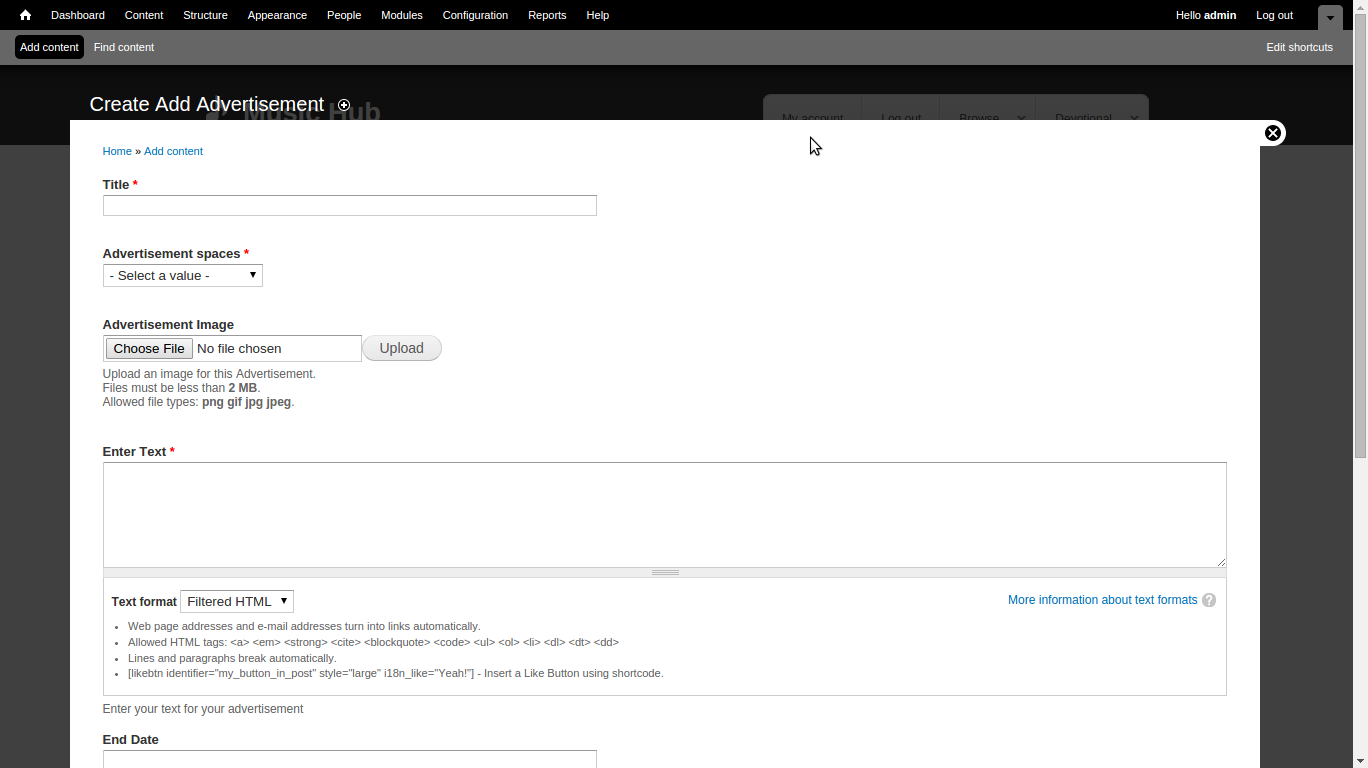 Dashboard Content Structure Appearance People Modules Configuration Reports Help Hello admin Log out
Add content Find content Edit shortcuts
Create Add Advertisement
Music Hub
My account Log out Browse Devotional
Home » Add content
Title *
Advertisement spaces *
- Select a value -
Advertisement Image
Choose File No file chosen Upload
Upload an image for this Advertisement.
Files must be less than 2 MB.
Allowed file types: png gif jpg jpeg.
Enter Text *
Text format Filtered HTML More information about text formats ?
Web page addresses and e-mail addresses turn into links automatically.
Allowed HTML tags: <a> <em> <strong> <cite> <blockquote> <code> <ul> <ol> <li> <dl> <dt> <dd>
Lines and paragraphs break automatically.
[likebtn identifier="my_button_in_post" style="large" i18n_like="Yeah!"] - Insert a Like Button using shortcode.
Enter your text for your advertisement
End Date